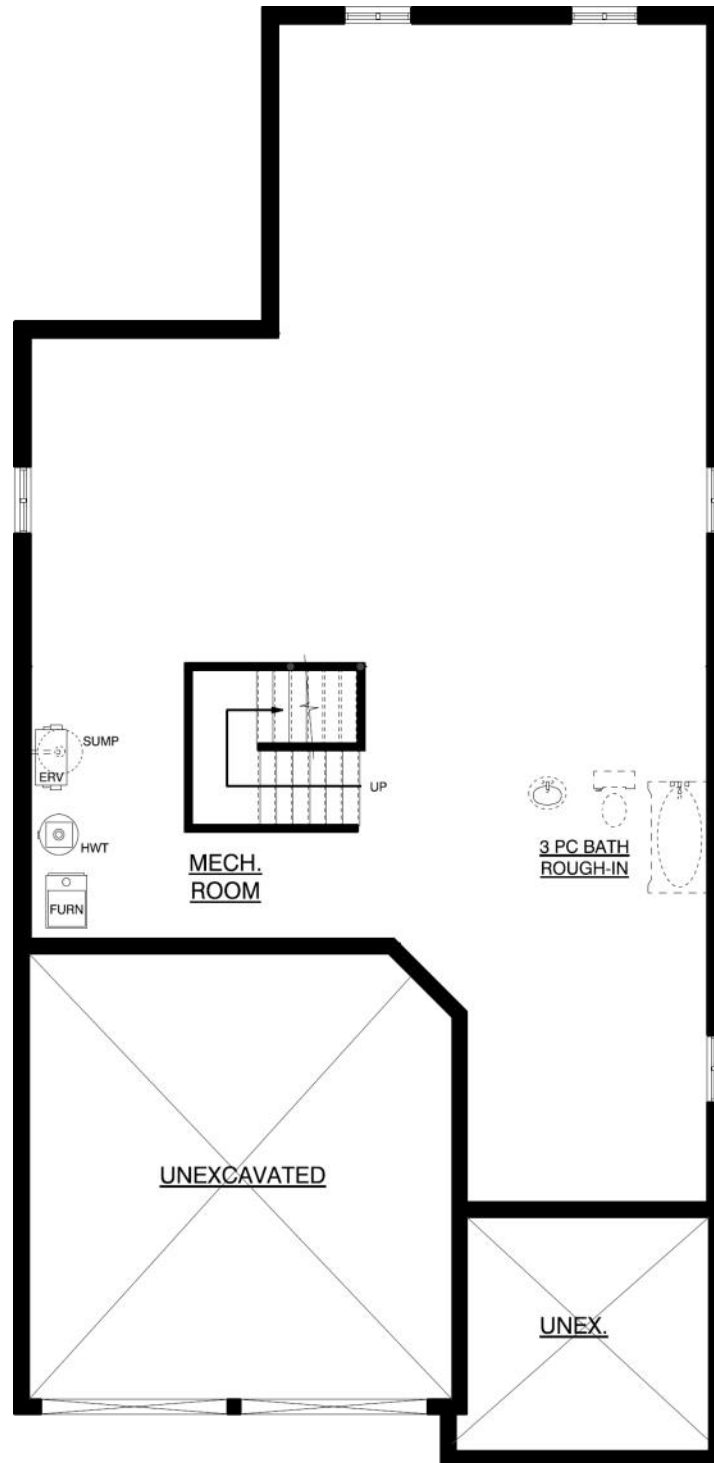 SUMP
ERV
UP
HWT
3 PC BATH
ROUGH-IN
MECH.
ROOM
FURN
UNEXCAVATED
UNEX.